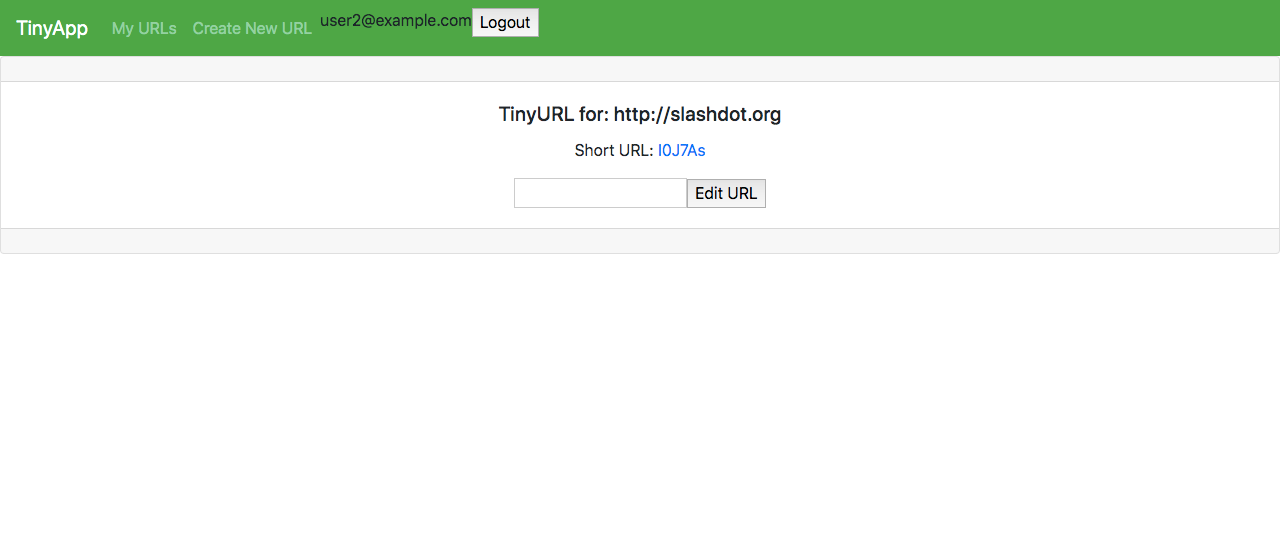 TinyApp My URLs Create New URL user2@example.com Logout
TinyURL for: http://slashdot.org
Short URL: I0J7As
Edit URL